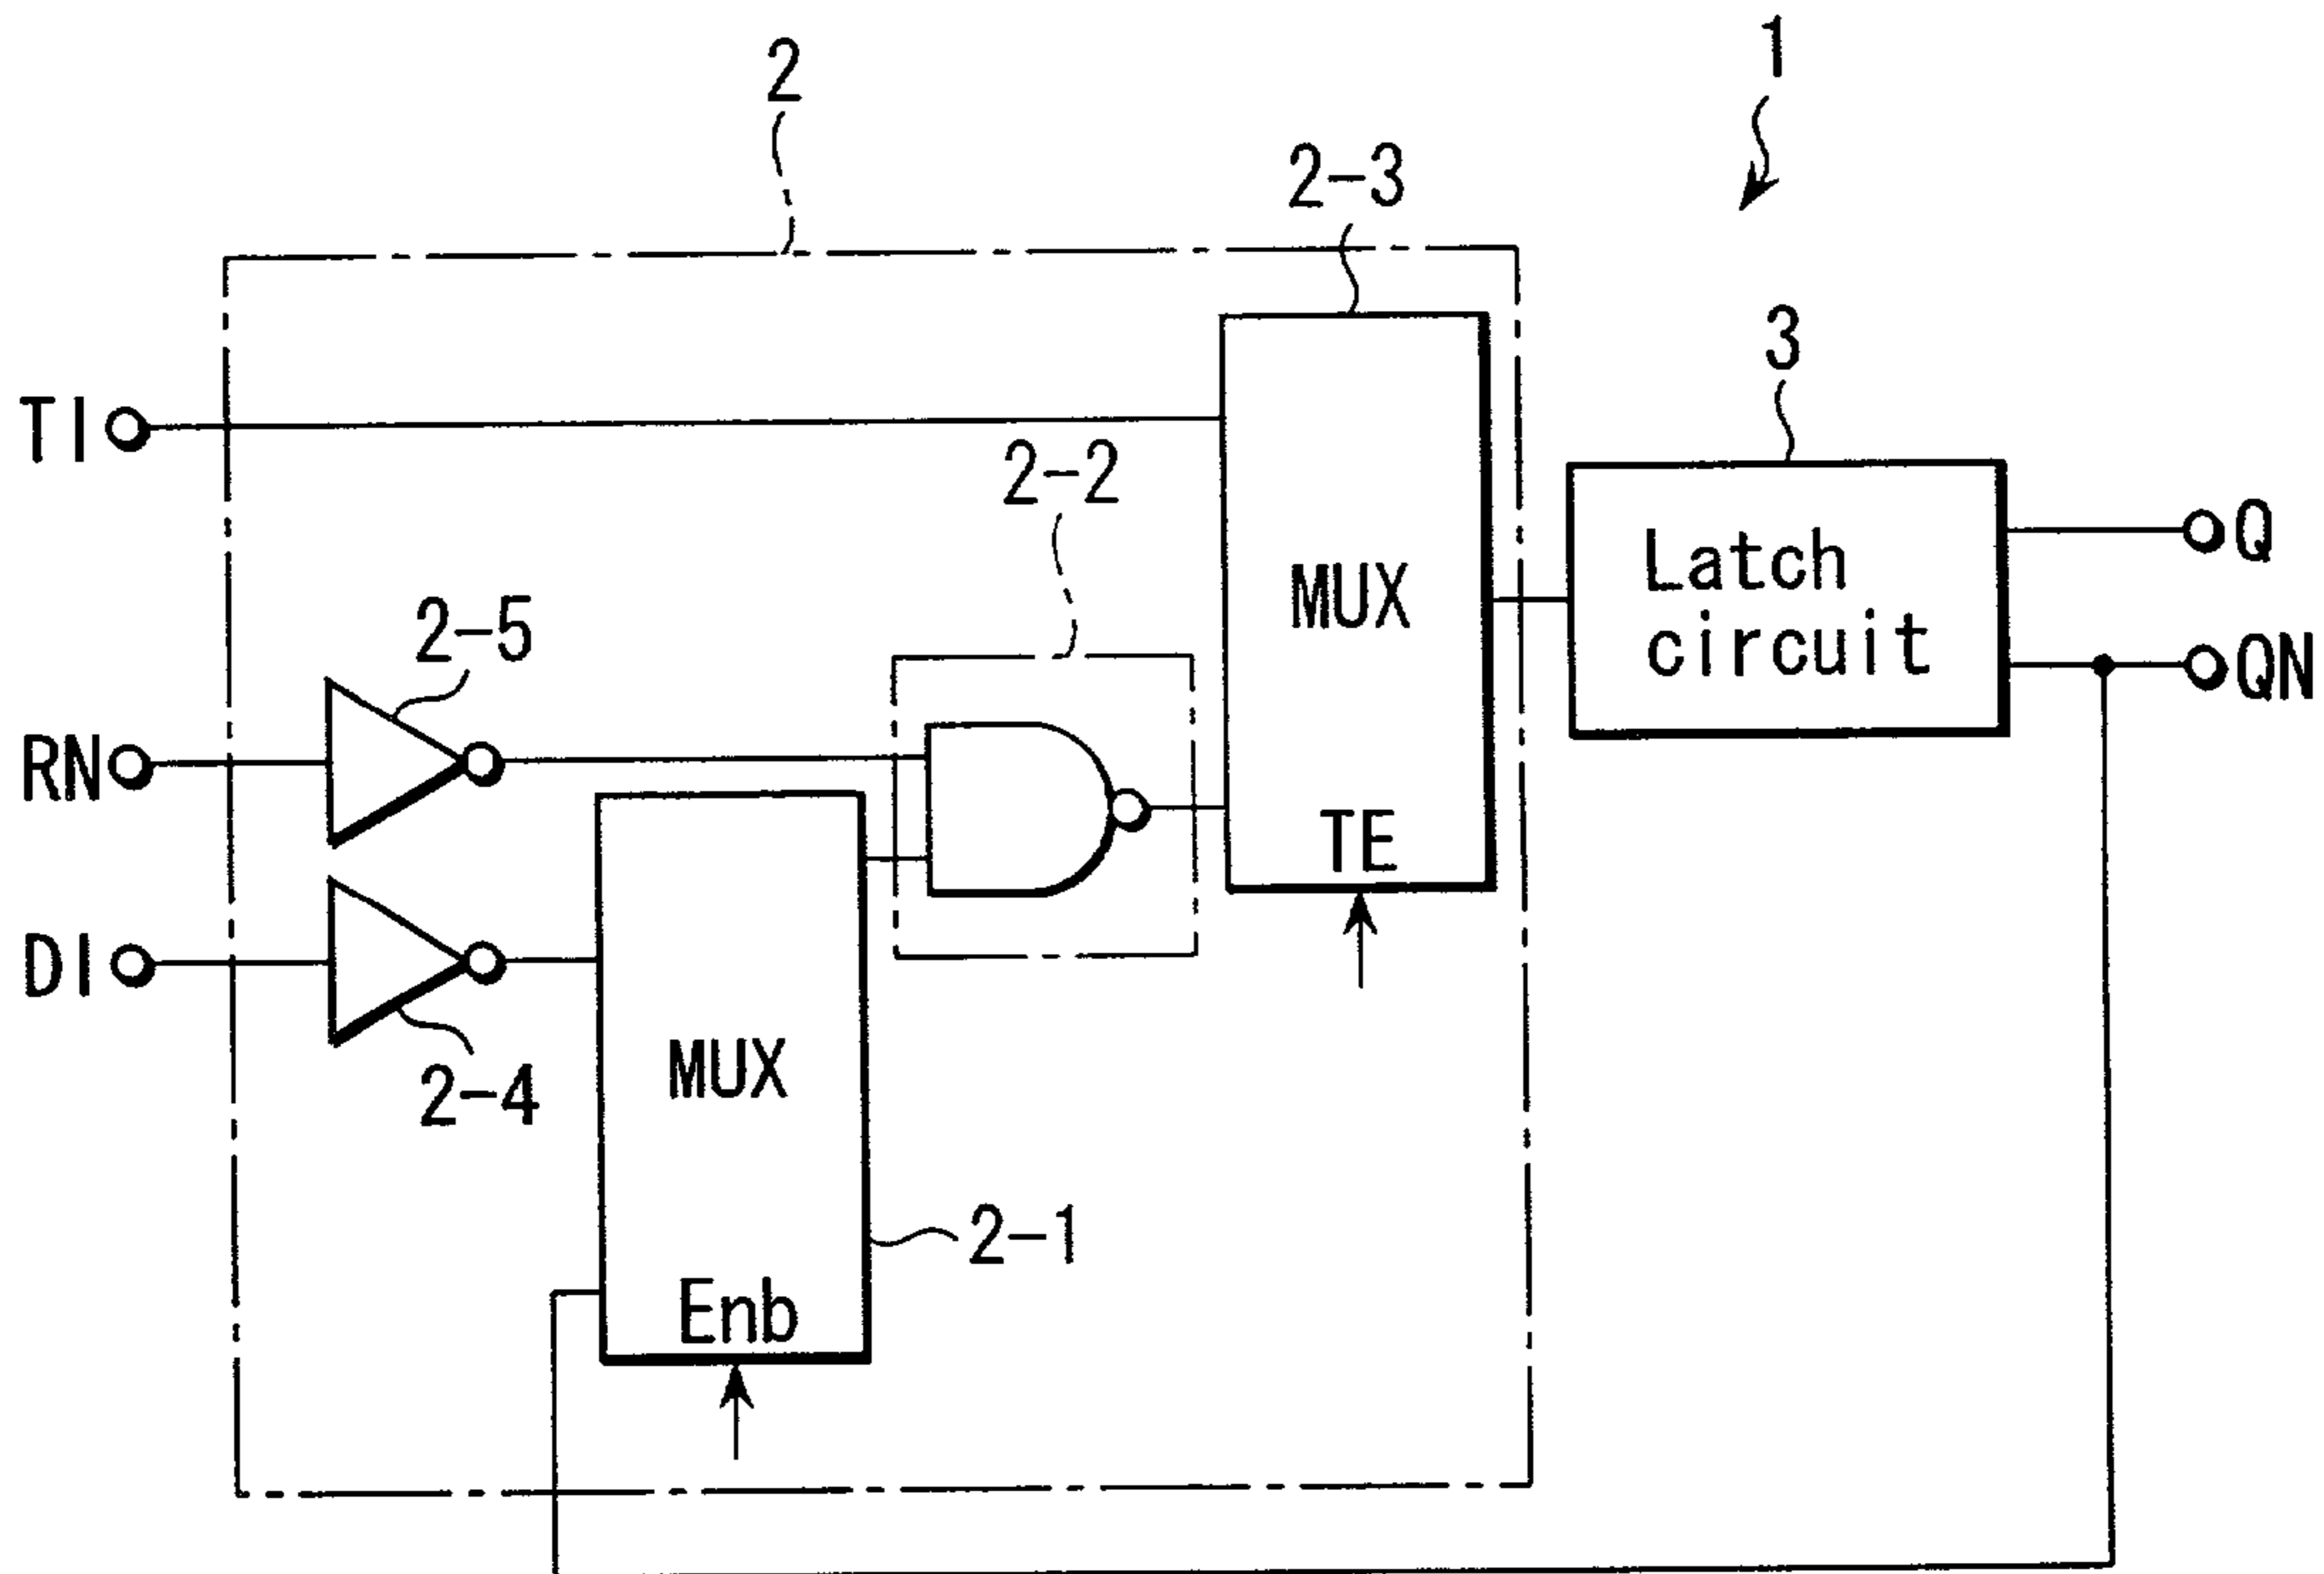 1
2
2-3
3
TI
2-2
Q
Latch
circuit
MUX
2-5
QN
RN
TE
DI
2-4
MUX
2-1
Enb